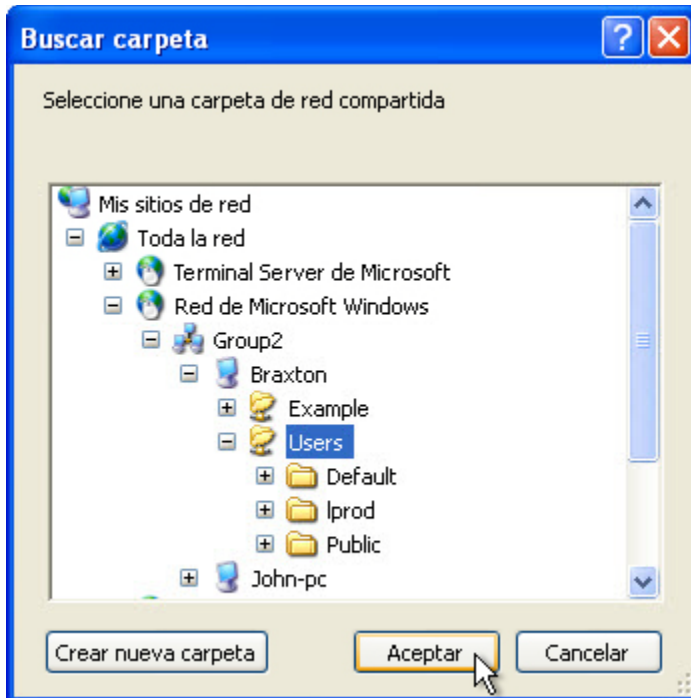 Buscar carpeta
Seleccione una carpeta de red compartida
Mis sitios de red
Toda la red
Terminal Server de Microsoft
Red de Microsoft Windows
Group2
Braxton
Example
Users
Default
lprod
Public
John-pc
Crear nueva carpeta
Aceptar
Cancelar